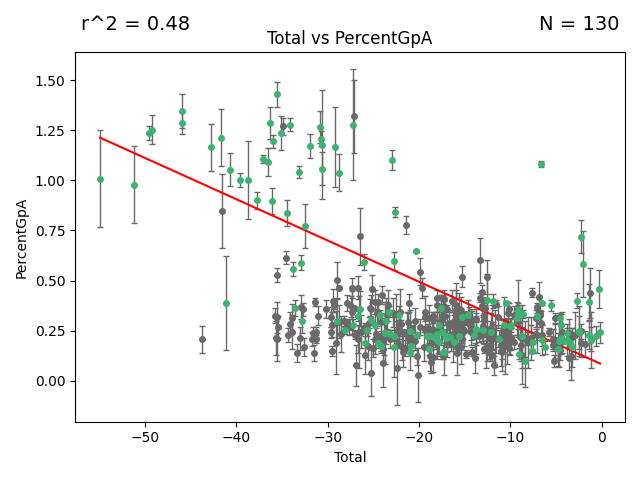 r^2 = 0.48
N = 130
Total vs PercentGpA
1.50
1.25
1.00
0.75
0.50
0.25
0.00
PercentGpA
−50
−40
−30
−20
−10
0
Total